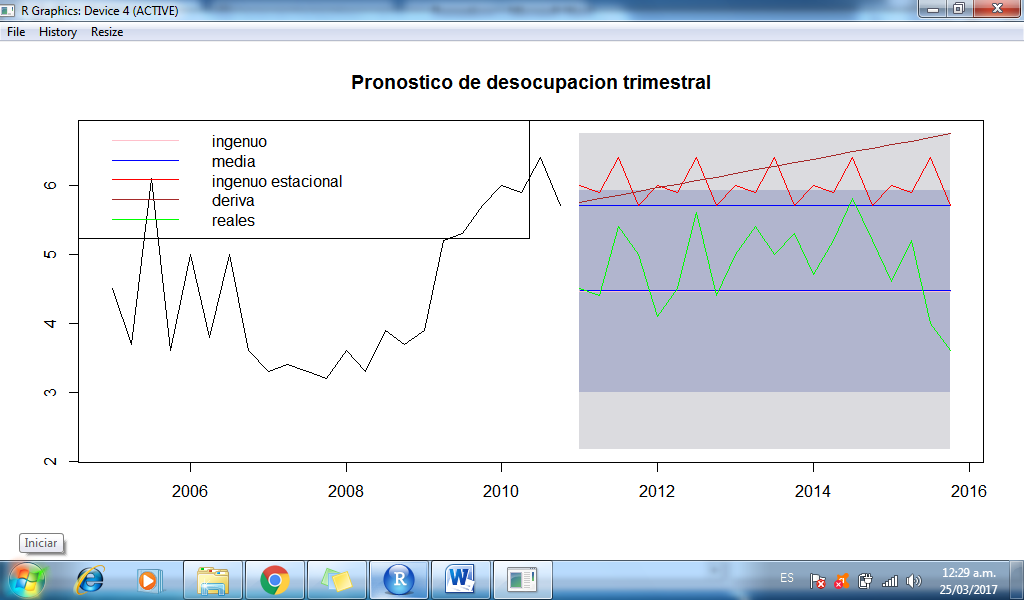 R Graphics: Device 4 (ACTIVE)
File History Resize
Pronostico de desocupacion trimestral
ingenuo
media
ingenuo estacional
deriva
reales
6
5
4
3
2
2006 2008 2010 2012 2014 2016
Iniciar
ES
12:29 a.m.
25/03/2017